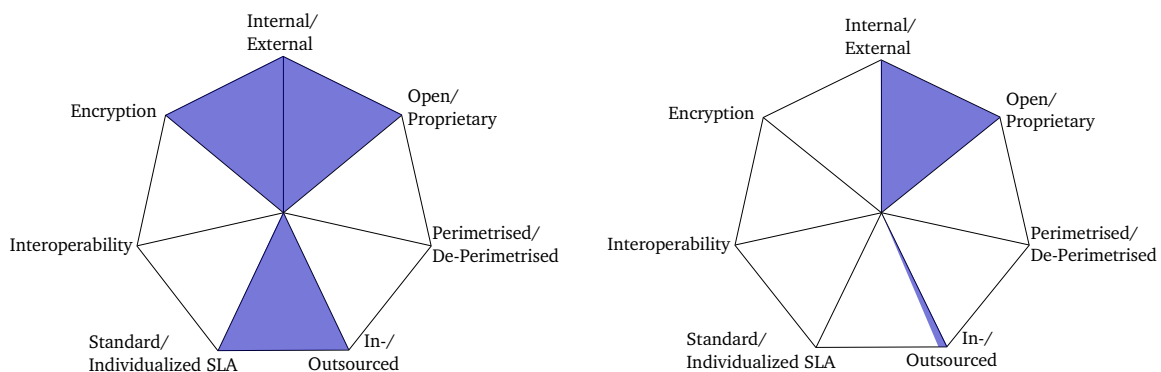 Internal/
External
Open/
Proprietary
Encryption
Perimetrised/
De-Perimetrised
Interoperability
Standard/
Individualized SLA
In-/
Outsourced
Internal/
External
Open/
Proprietary
Encryption
Perimetrised/
De-Perimetrised
Interoperability
Standard/
Individualized SLA
In-/
Outsourced